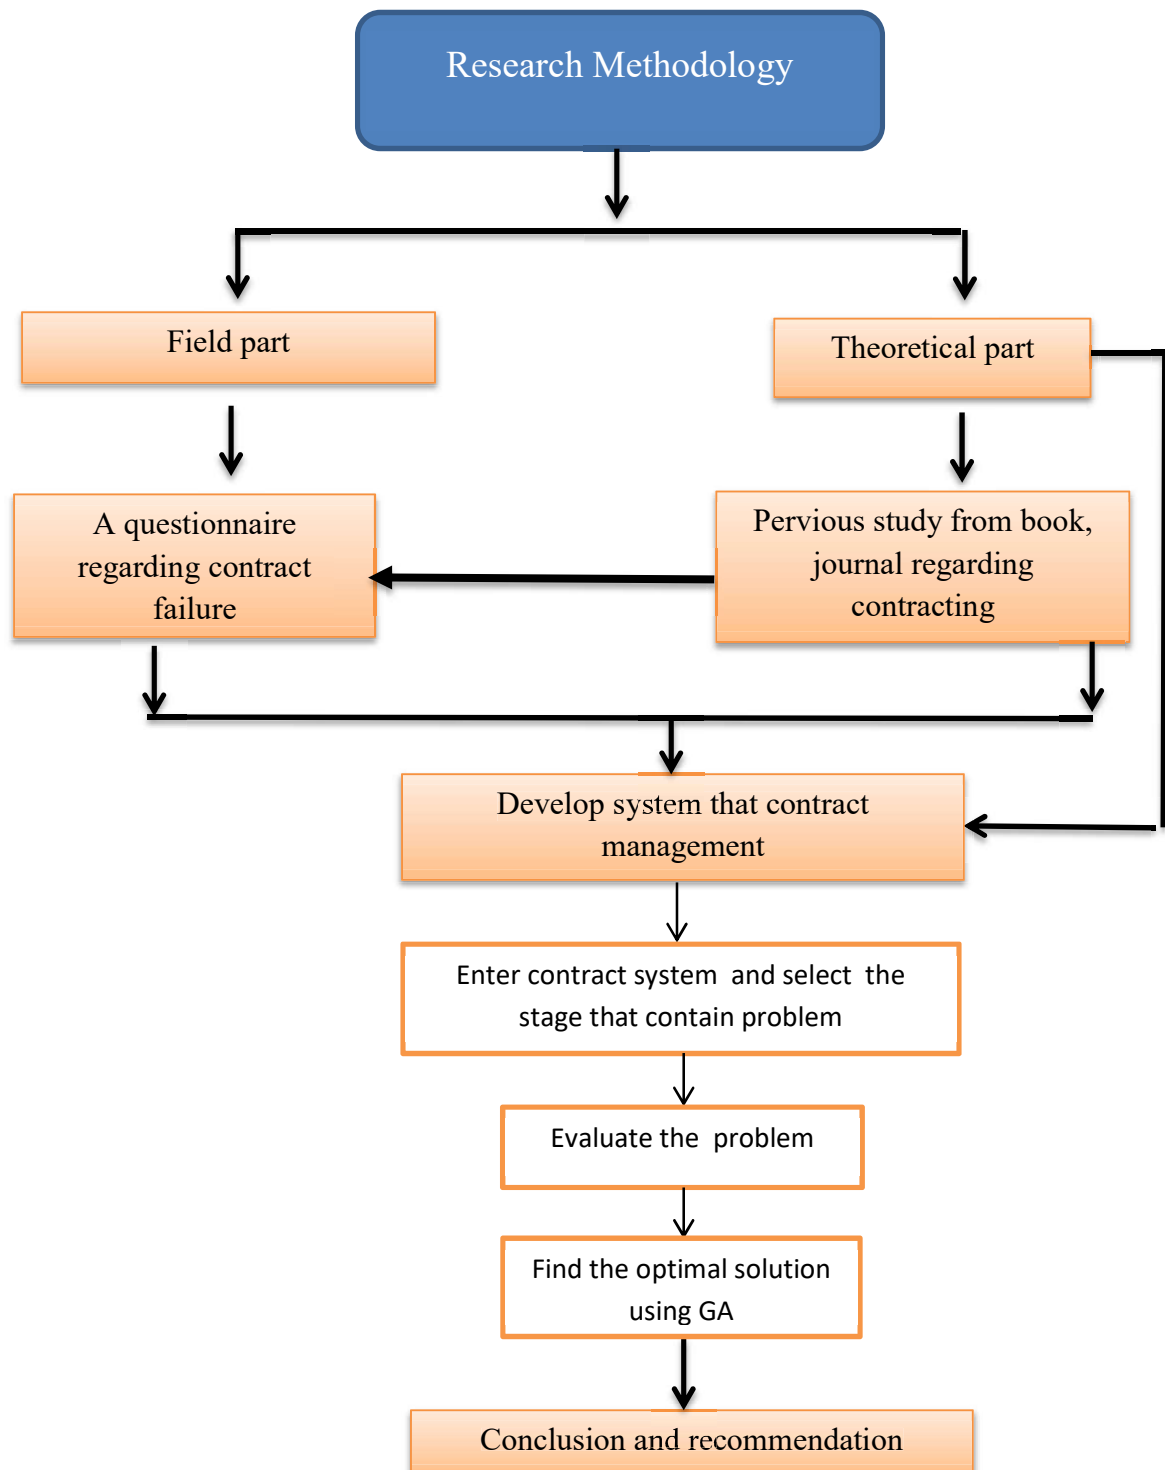 Research Methodology
Field part
Theoretical part
A questionnaire
regarding contract
failure
Pervious study from book,
journal regarding
contracting
Develop system that contract
management
Enter contract system and select the
stage that contain problem
Evaluate the problem
Find the optimal solution
using GA
Conclusion and recommendation